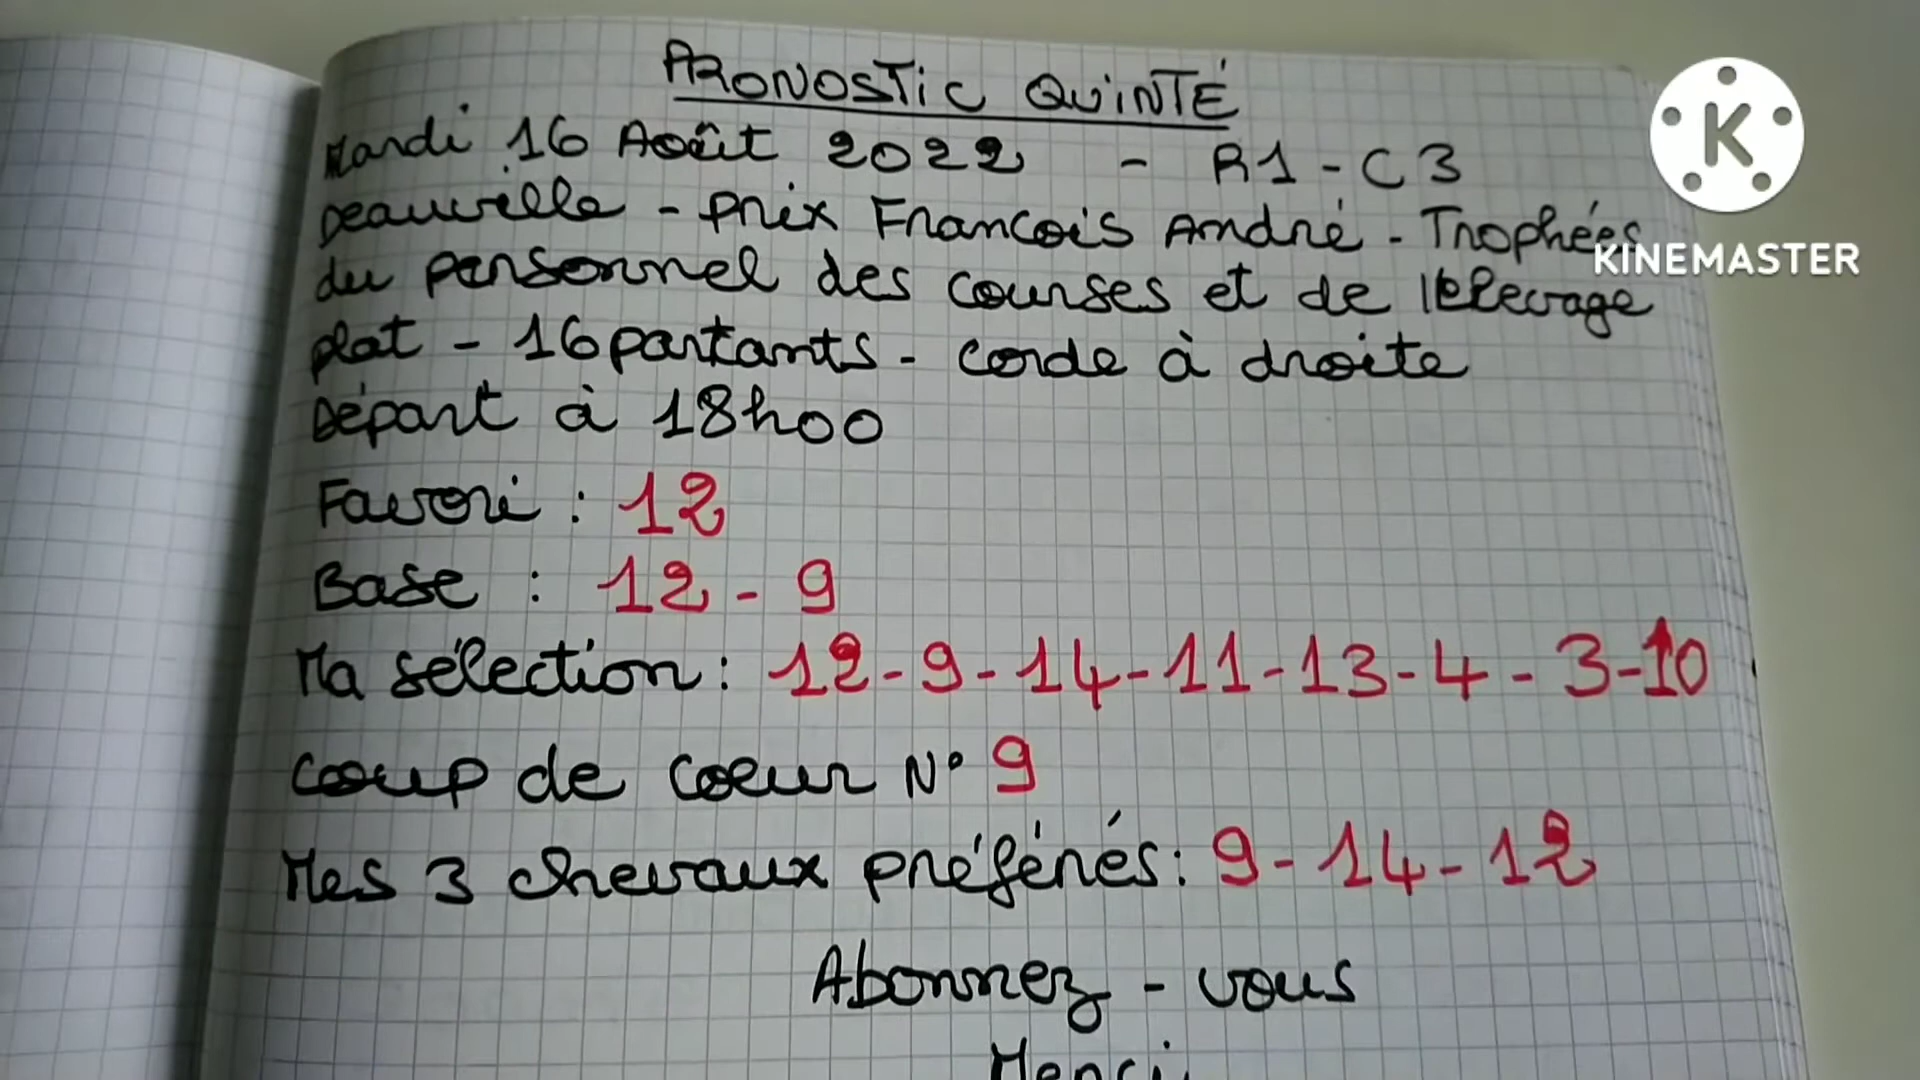 PRONOSTIC QUINTÉ
Mardi 16 Août 2022 - R1 - C3
Deauville - Prix Francois André - Trophées
du personnel des courses et de l'élevage
plat - 16 partants - corde à droite
Départ à 18h00
Favori : 12
Base : 12 - 9
Ma sélection : 12 - 9 - 14 - 11 - 13 - 4 - 3 - 10
Coup de coeur N° 9
Mes 3 chevaux préférés : 9 - 14 - 12
Abonnez - vous
Merci
K
KINEMASTER